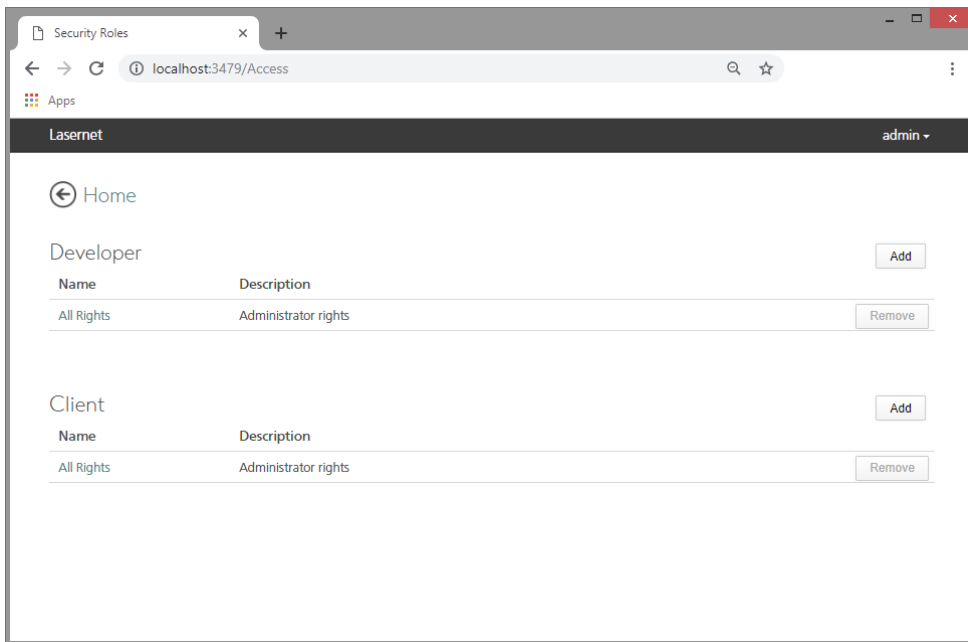 Security Roles
localhost:3479/Access
Apps
Lasernet admin
Home
Developer Add
Name Description
All Rights Administrator rights Remove
Client Add
Name Description
All Rights Administrator rights Remove